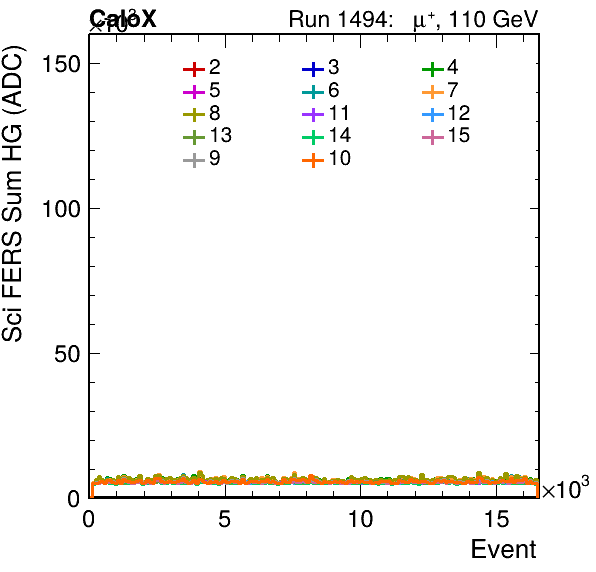 CaloX Run 1494: μ⁺, 110 GeV
×10³
Sci FERS Sum HG (ADC)
150
100
50
0
2 3 4
5 6 7
8 11 12
13 14 15
9 10
0 5 10 15 ×10³
Event